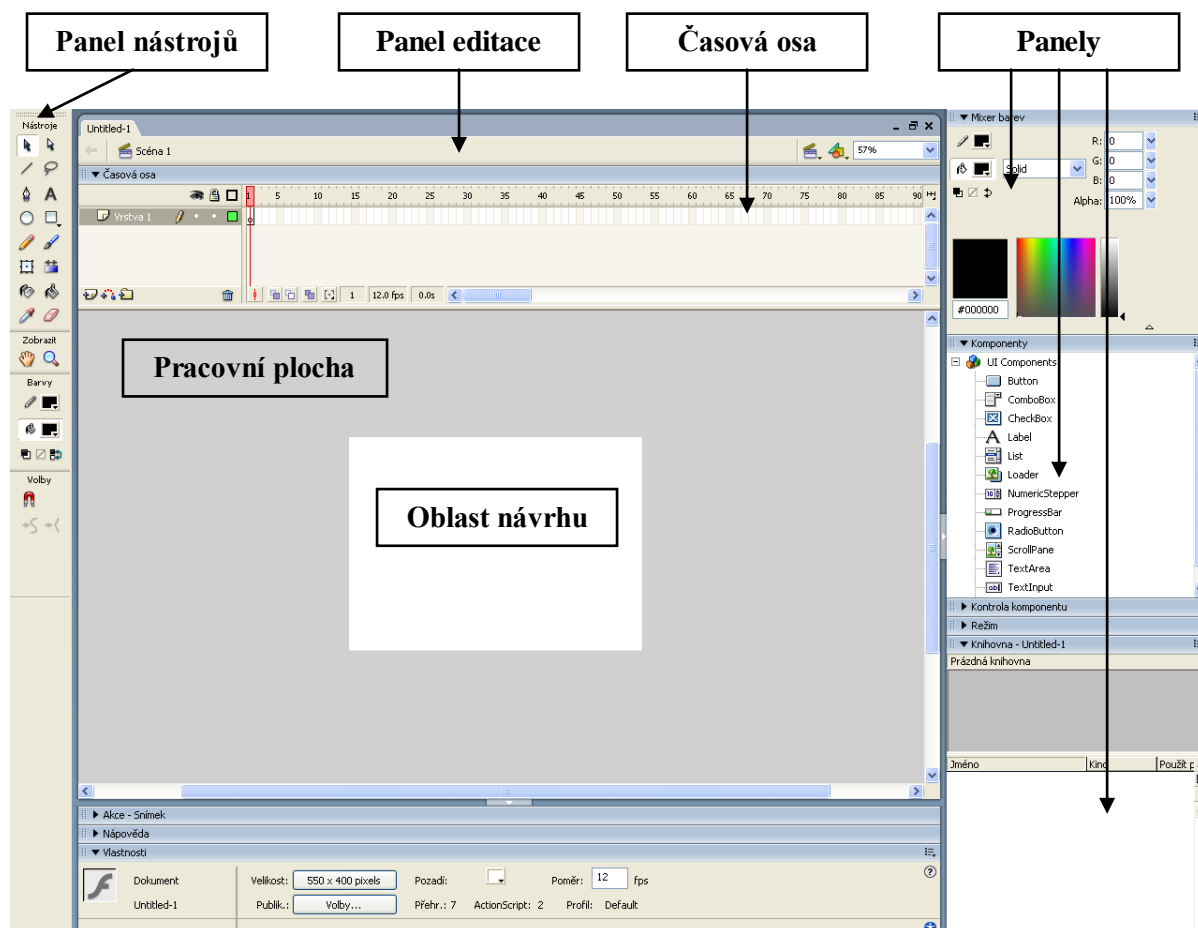 Panel nástrojů
Panel editace
Časová osa
Panely
Nástroje
Untitled-1
Scéna 1
57%
Časová osa
1 5 10 15 20 25 30 35 40 45 50 55 60 65 70 75 80 85 90
Vrstva 1
1 12.0 fps 0.0s
Pracovní plocha
Oblast návrhu
Zobrazit
Barvy
Volby
Mixer barev
R: 0
Solid
G: 0
B: 0
Alpha: 100%
#000000
Komponenty
UI Components
Button
ComboBox
CheckBox
Label
List
Loader
NumericStepper
ProgressBar
RadioButton
ScrollPane
TextArea
TextInput
Kontrola komponentu
Režim
Knihovna - Untitled-1
Prázdná knihovna
Jméno Kind Použít p
Akce - Snímek
Nápověda
Vlastnosti
Dokument Velikost: 550 x 400 pixels Pozadí: Poměr: 12 fps
Untitled-1 Publik.: Volby... Přehr.: 7 ActionScript: 2 Profil: Default